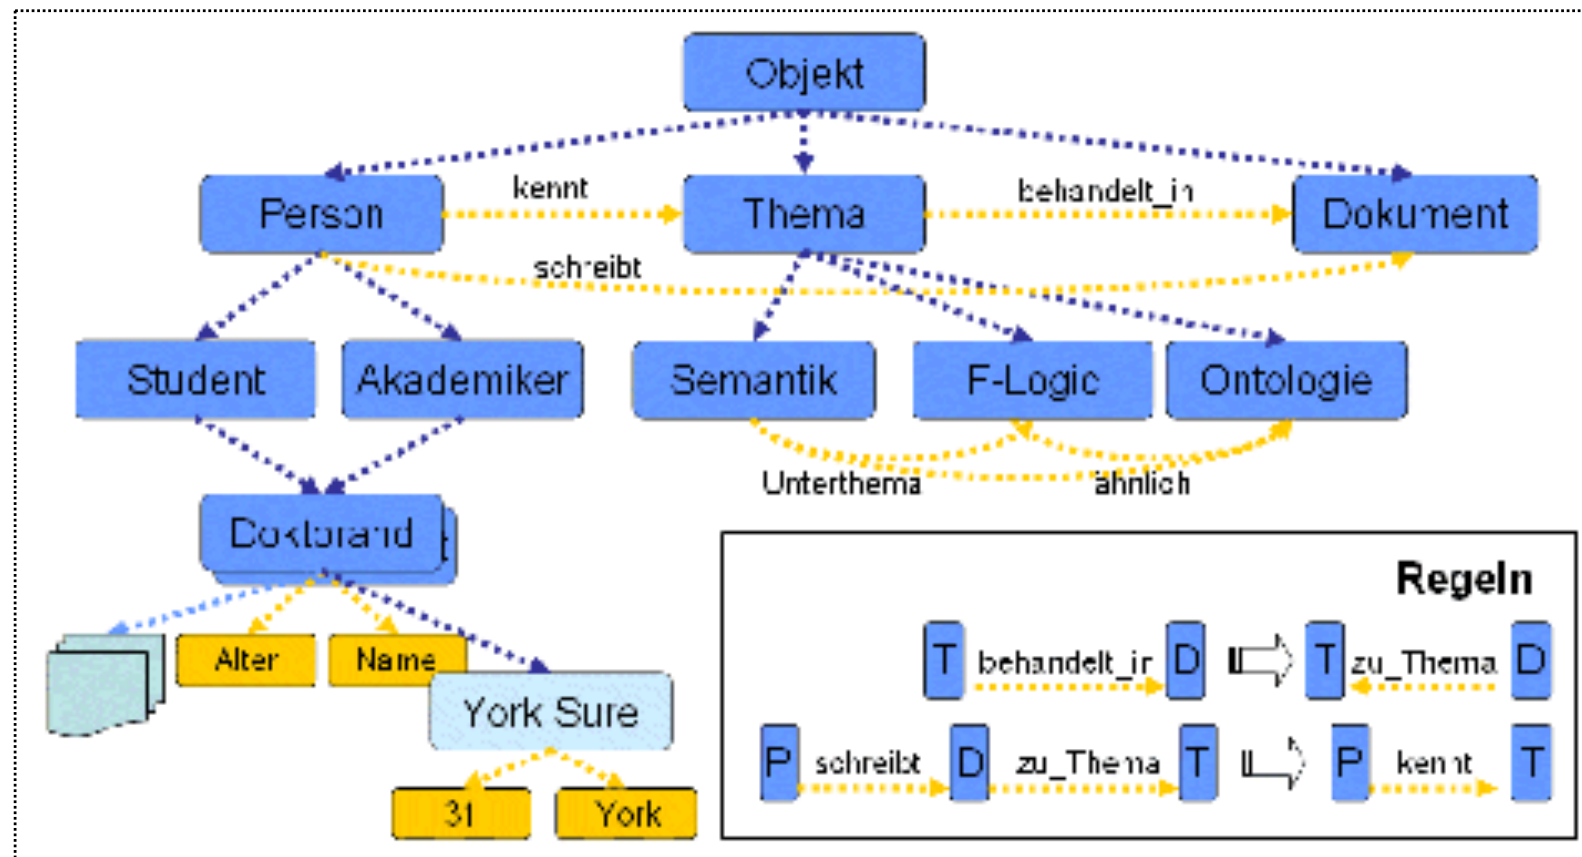 Objekt
kennt
behandelt_in
Person
Thema
Dokument
schreibt
Student
Akademiker
Semantik
F-Logic
Ontologie
Unterthema
ähnlich
Doktorand
Regeln
Alter
Name
T behandelt_in D T zu_Thema D
York Sure
P schreibt D zu_Thema T P kennt T
31
York